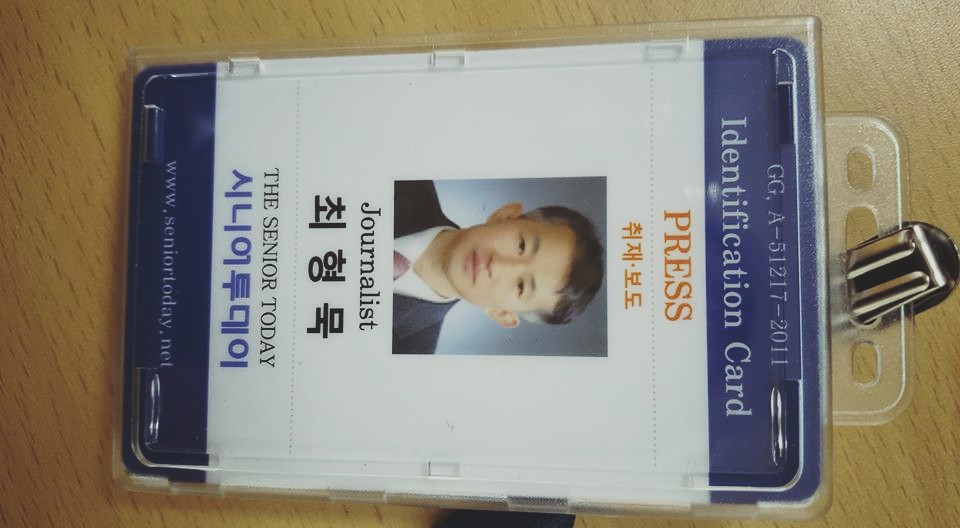 GG, A-51217-2011
Identification Card
PRESS
취재·보도
Journalist
최 형 묵
THE SENIOR TODAY
시니어투데이
www.seniortoday.net